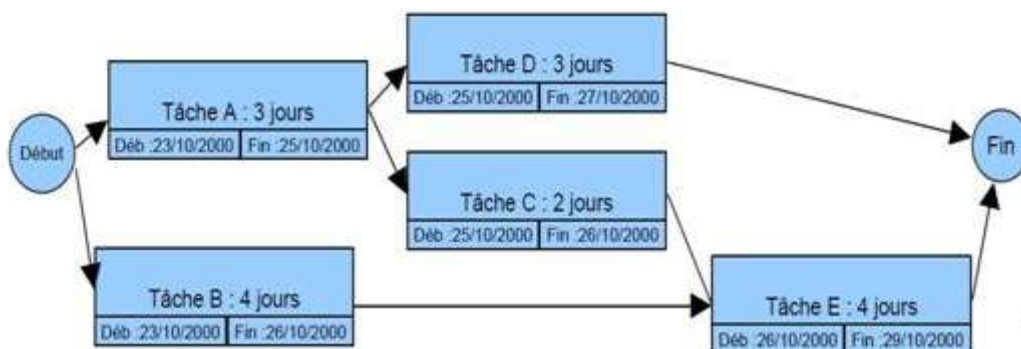 Début
Tâche A : 3 jours
Déb :23/10/2000 Fin :25/10/2000
Tâche B : 4 jours
Déb :23/10/2000 Fin :26/10/2000
Tâche D : 3 jours
Déb :25/10/2000 Fin :27/10/2000
Tâche C : 2 jours
Déb :25/10/2000 Fin :26/10/2000
Tâche E : 4 jours
Déb :26/10/2000 Fin :29/10/2000
Fin